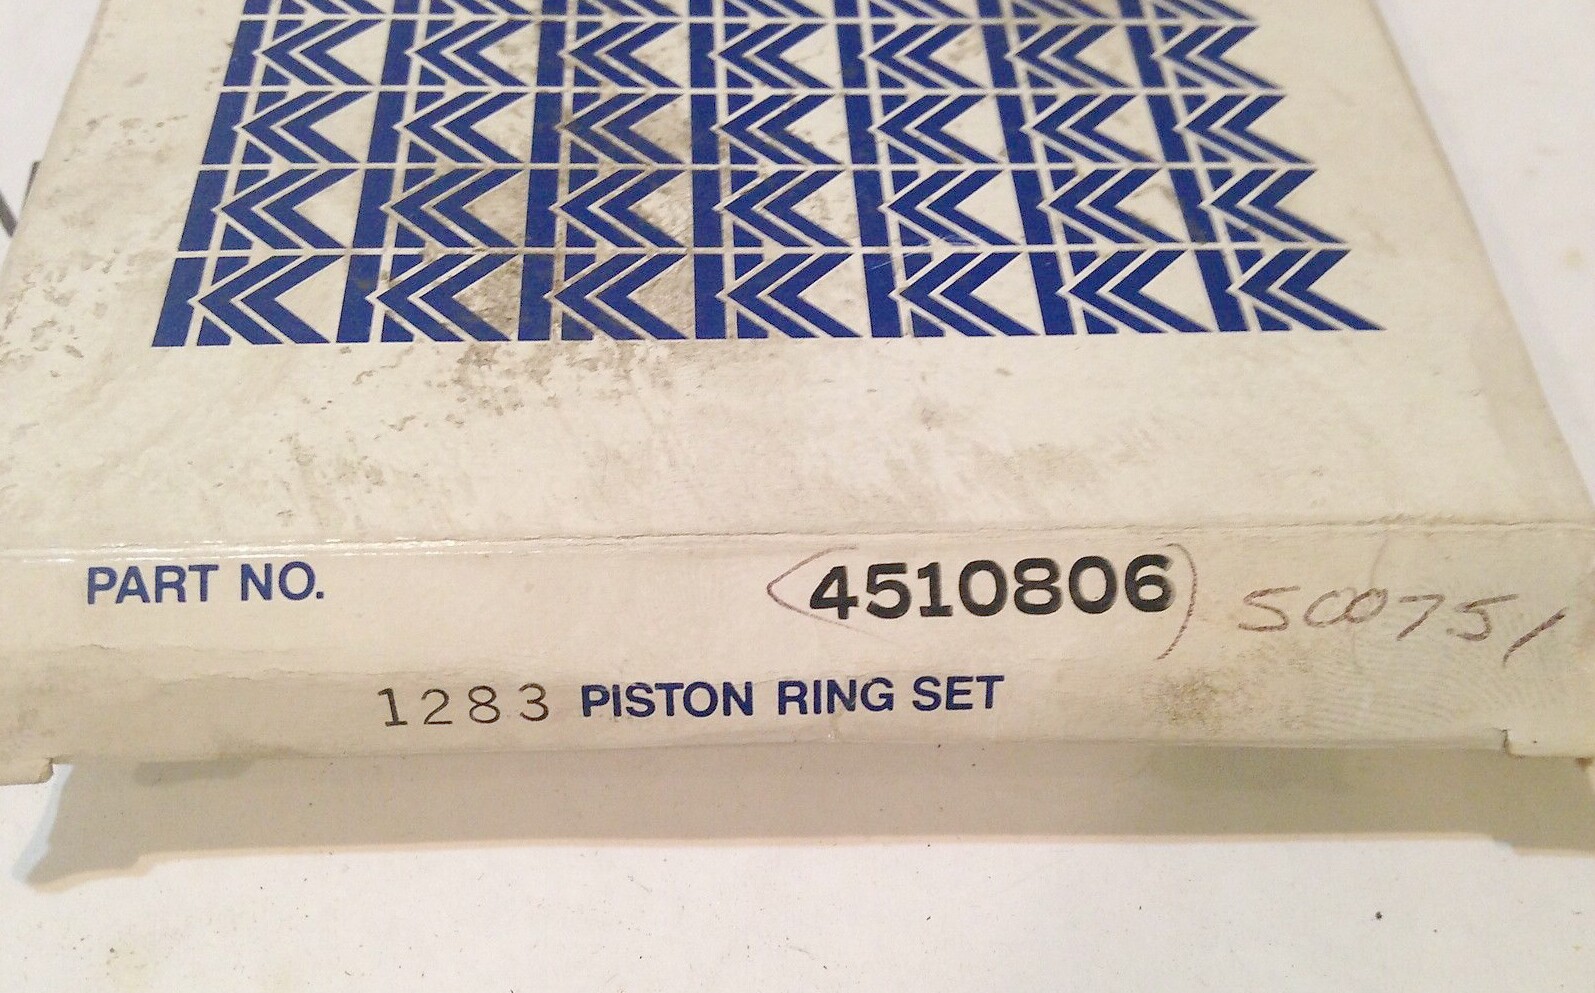 PART NO. 4510806 500751
1283 PISTON RING SET